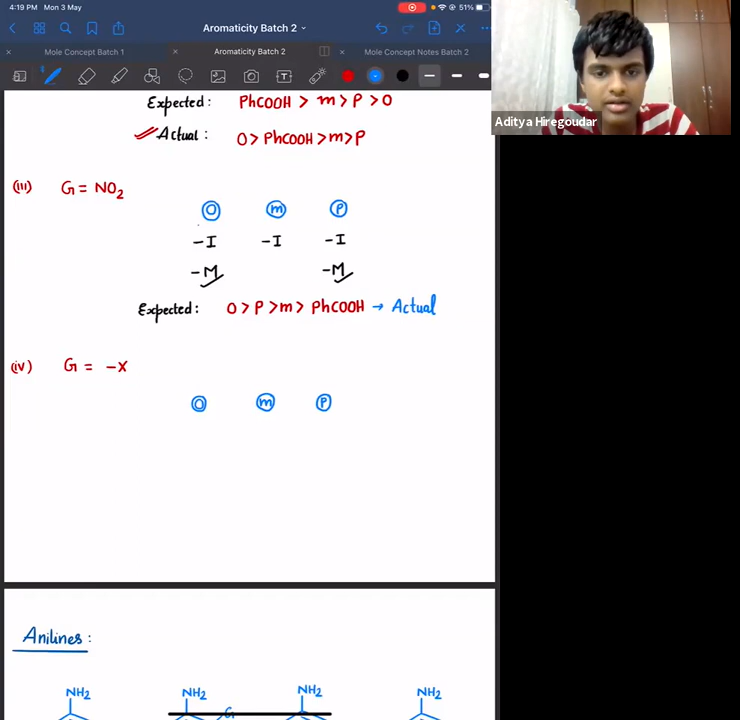 4:19 PM Mon 3 May
51%
Aromaticity Batch 2
Mole Concept Batch 1
Aromaticity Batch 2
Mole Concept Notes Batch 2
Aditya Hiregoudar
Expected: PhCOOH > m > P > O
Actual: O > PhCOOH > m > P
(iii) G = NO2
O m P
-I -I -I
-M -M
Expected: O > P > m > PhCOOH → Actual
(iv) G = -X
O m P
Anilines:
NH2 NH2 NH2 NH2
G